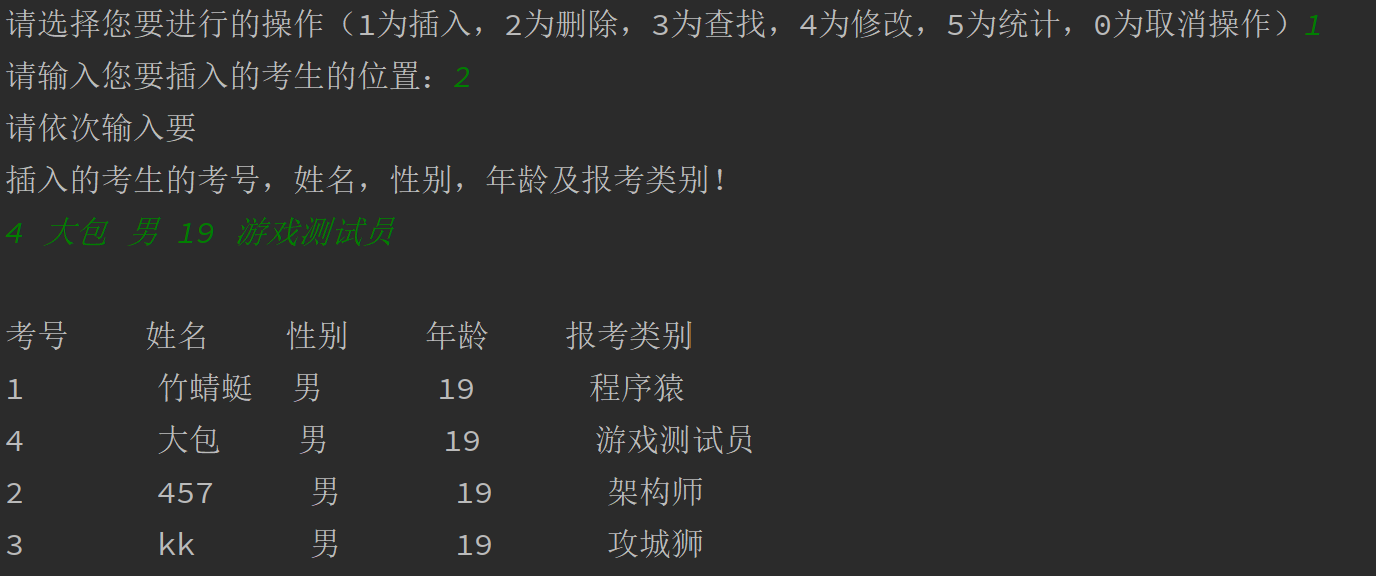 请选择您要进行的操作（1为插入，2为删除，3为查找，4为修改，5为统计，0为取消操作）1
请输入您要插入的考生的位置：2
请依次输入要
插入的考生的考号，姓名，性别，年龄及报考类别！
4 大包 男 19 游戏测试员
考号 姓名 性别 年龄 报考类别
1 竹蜻蜓 男 19 程序猿
4 大包 男 19 游戏测试员
2 457 男 19 架构师
3 kk 男 19 攻城狮